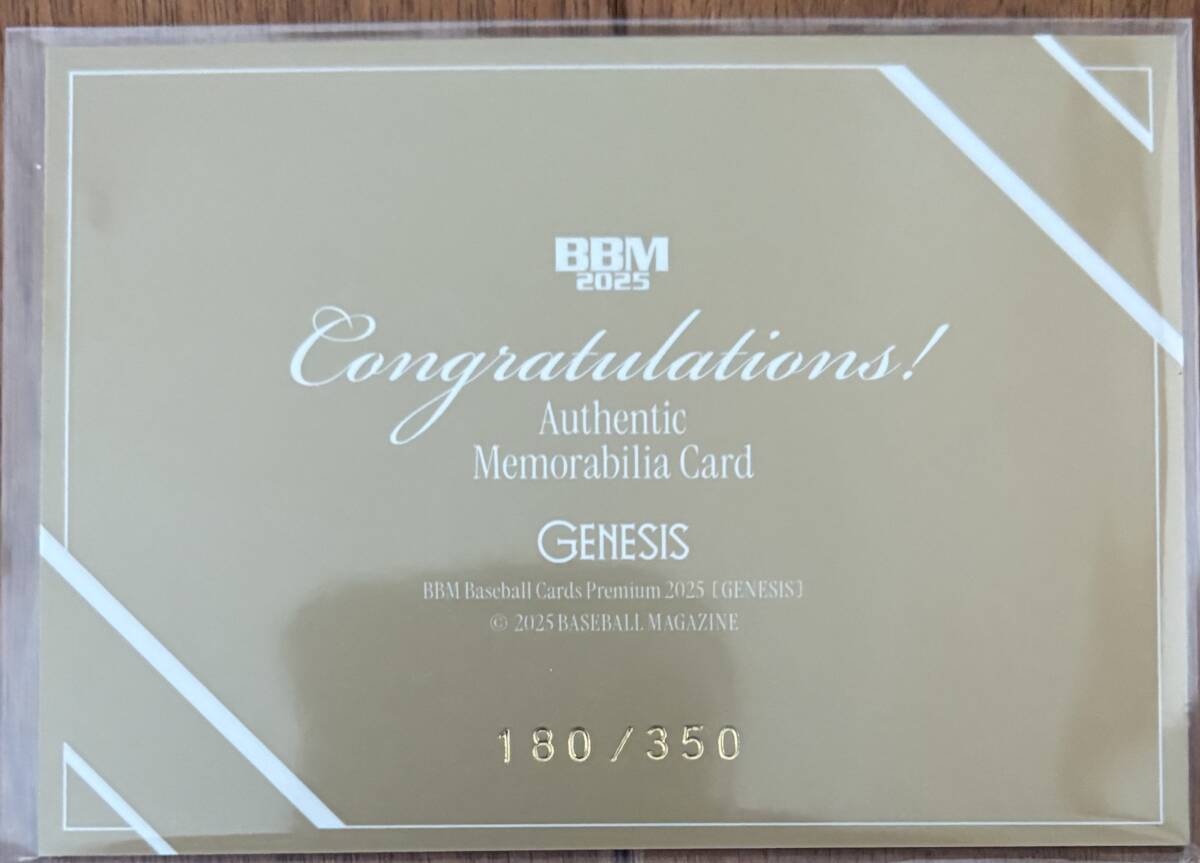 BBM
2025
Congratulations!
Authentic
Memorabilia Card
GENESIS
BBM Baseball Cards Premium 2025 [GENESIS]
© 2025 BASEBALL MAGAZINE
180/350